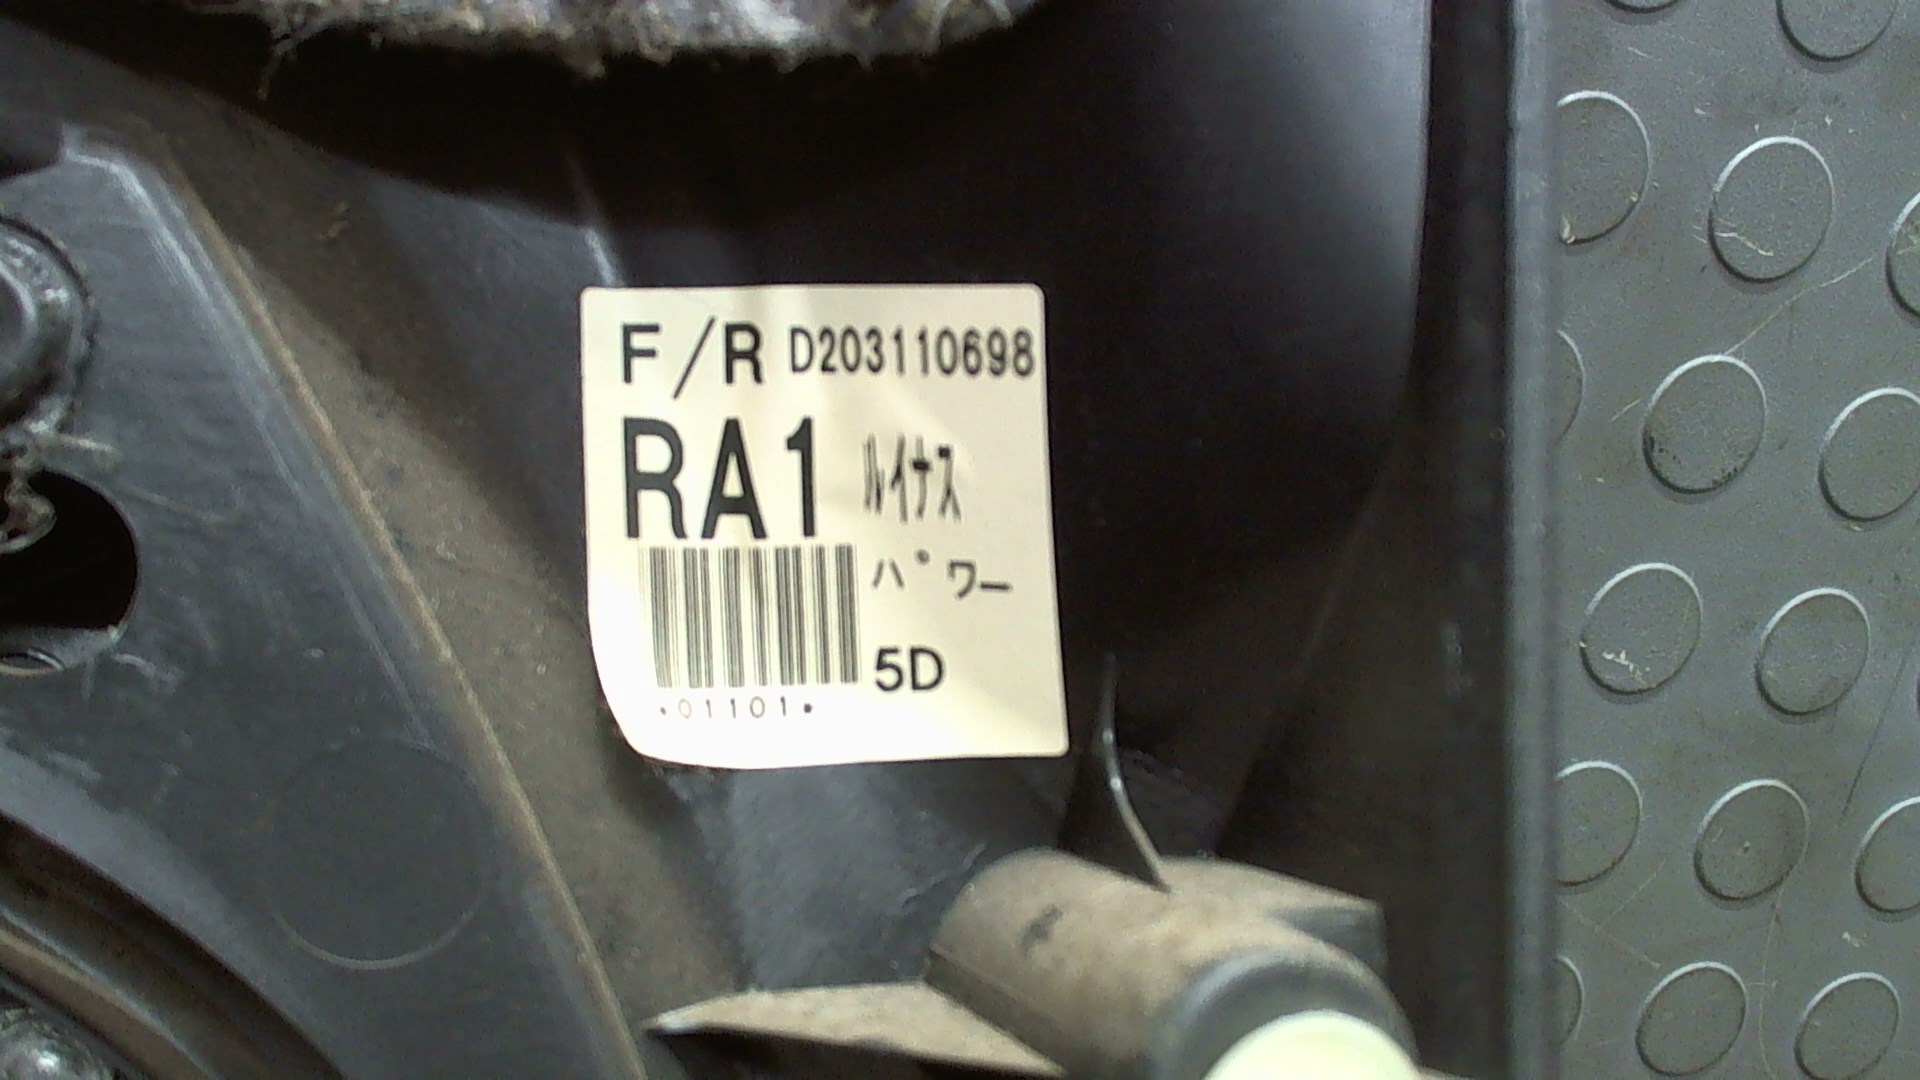 F/R D203110698
RA1 ﾙｲﾅｽ
ﾊﾟﾜｰ
5D
•01101•